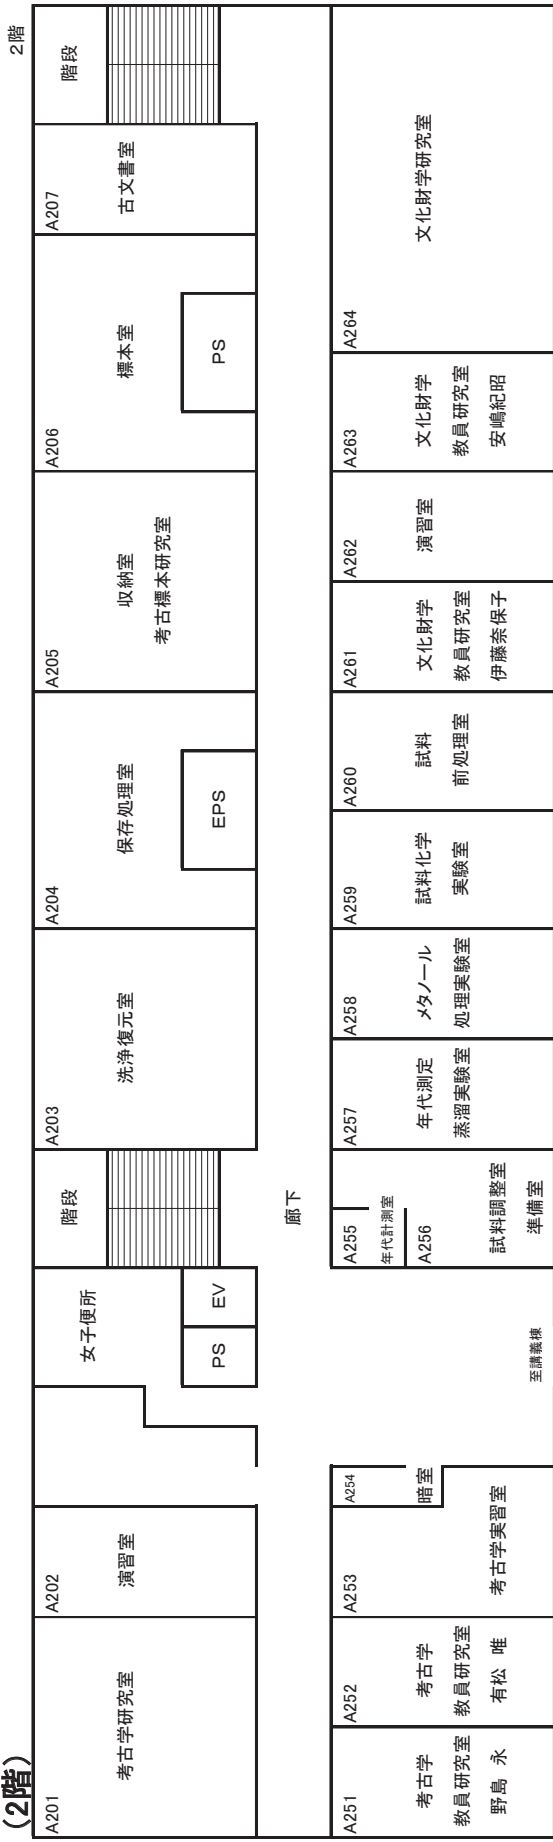 (2階)
2階
A201
考古学研究室
A202
演習室
女子便所
PS
EV
階段
A203
洗浄復元室
A204
保存処理室
EPS
A205
収納室
考古標本研究室
A206
標本室
PS
A207
古文書室
階段
廊下
A251
考古学
教員研究室
野島 永
A252
考古学
教員研究室
有松 唯
A253
考古学実習室
A254
暗室
至講義棟
A255
年代計測室
A256
試料調整室
準備室
A257
年代測定
蒸溜実験室
A258
メタノール
処理実験室
A259
試料化学
実験室
A260
試料
前処理室
A261
文化財学
教員研究室
伊藤奈保子
A262
演習室
A263
文化財学
教員研究室
安嶋紀昭
A264
文化財学研究室